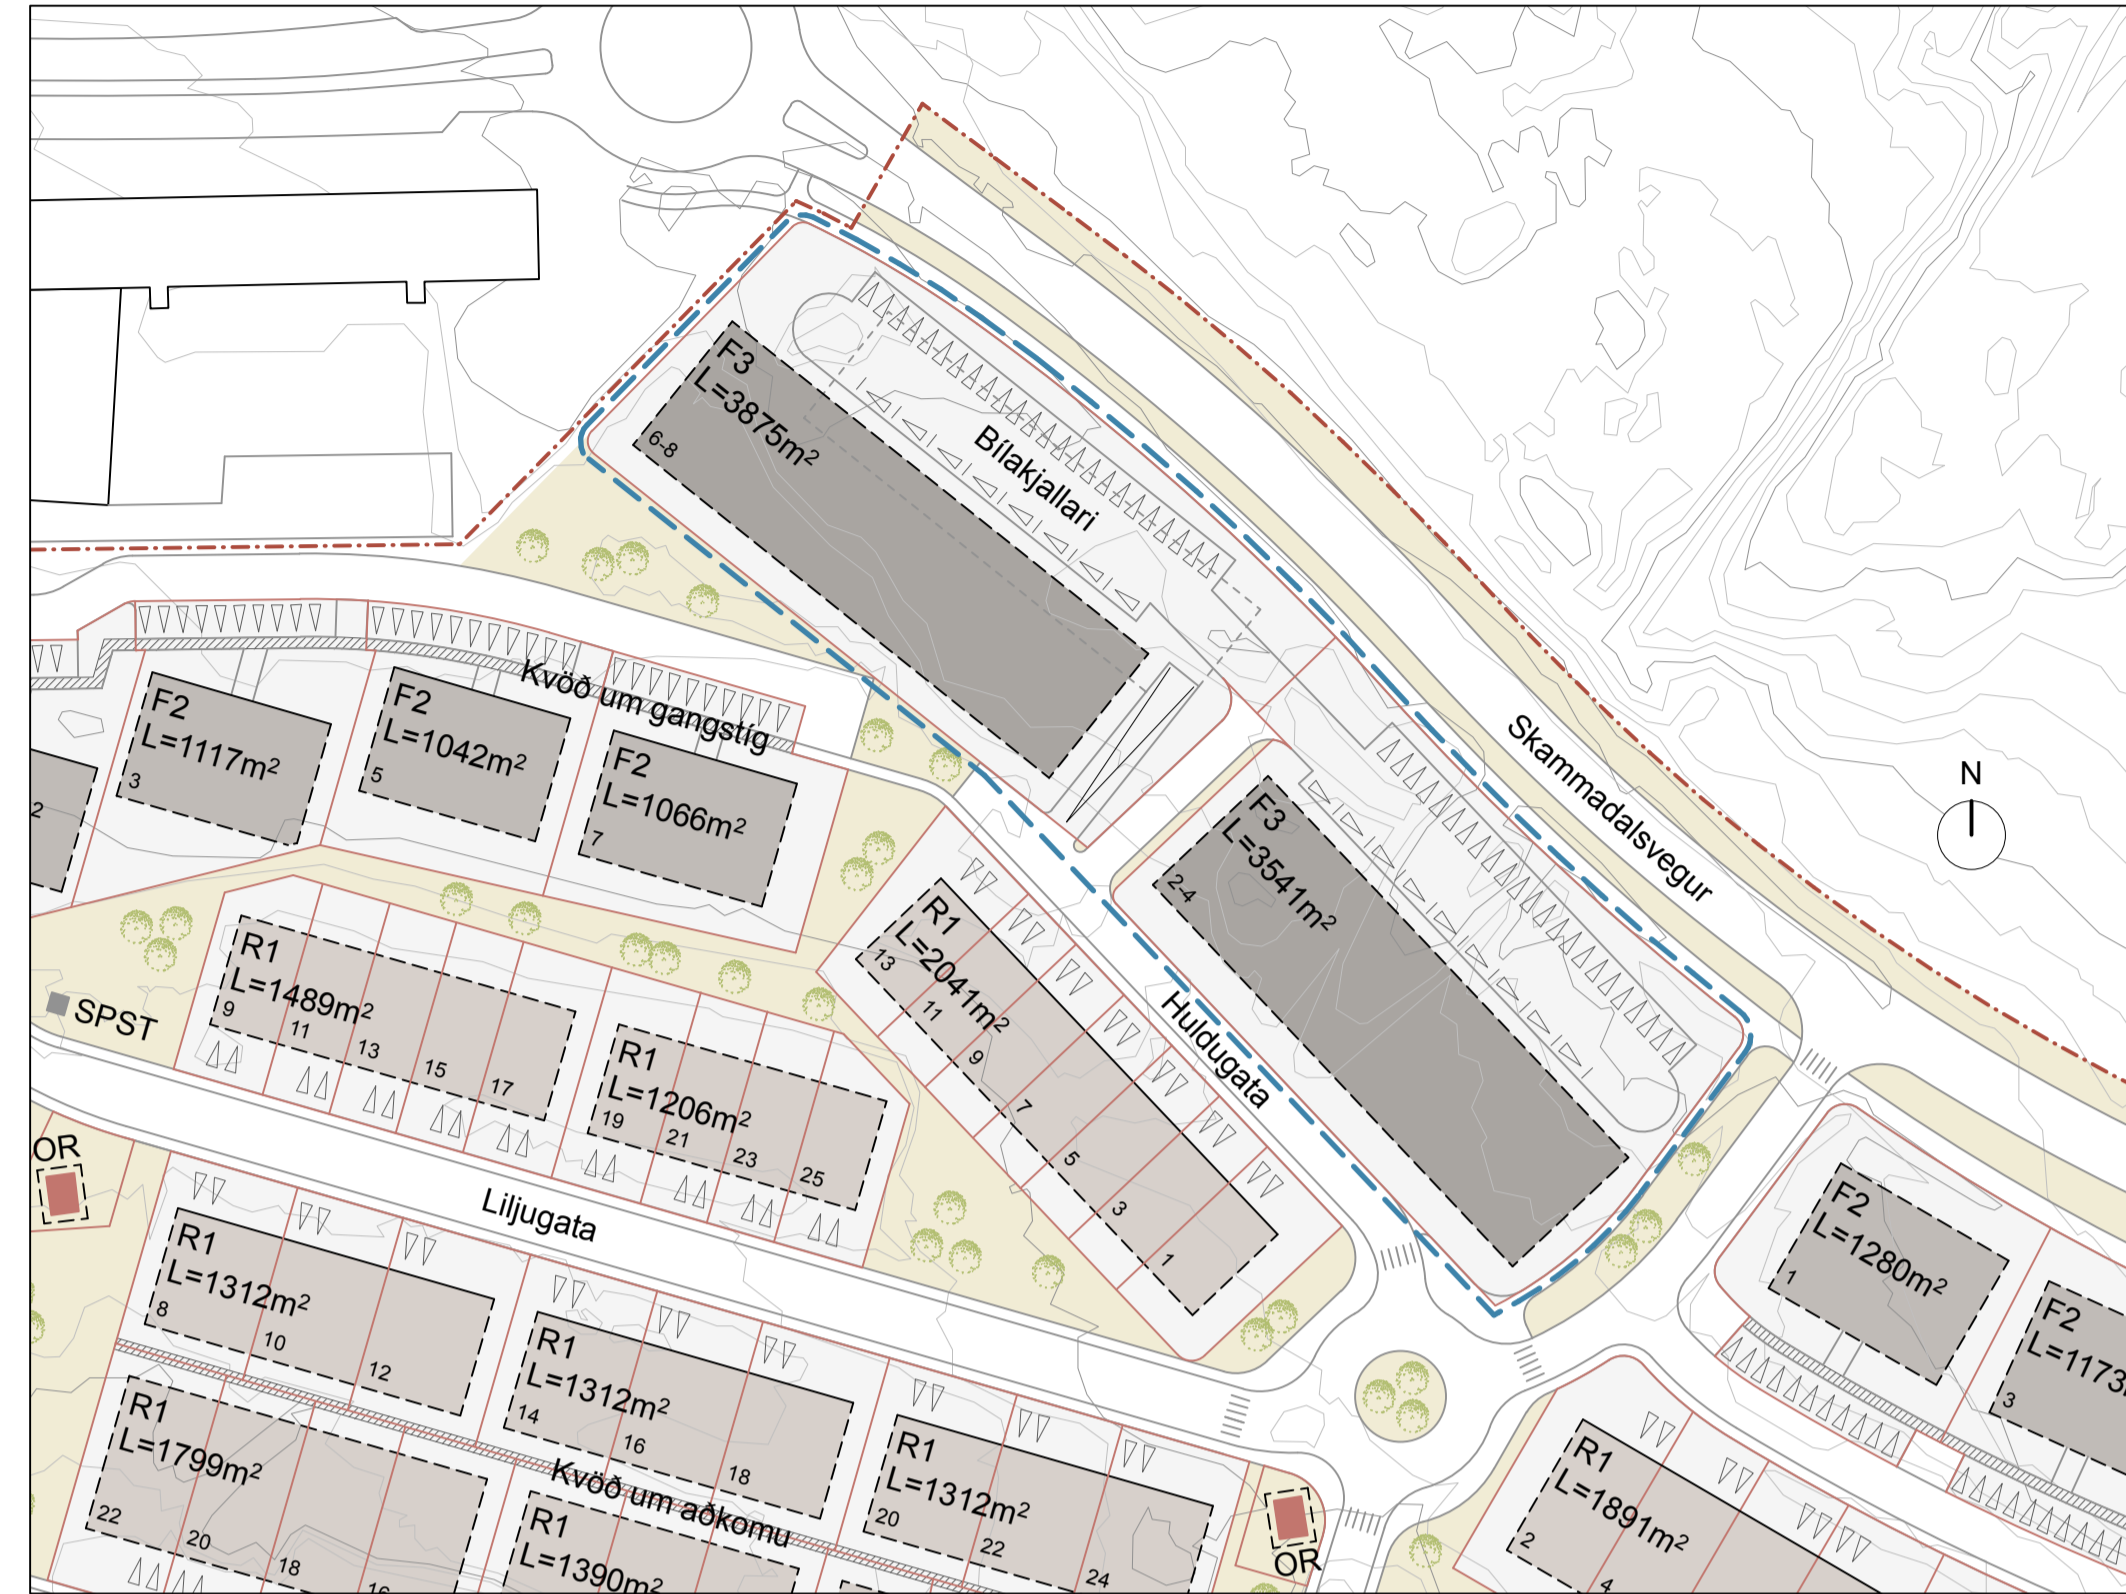 F3
L=3875m²
6-8
Bílakjallari
Skammadalsvegur
N
F2
L=1117m²
3
F2
L=1042m²
5
Kvöð um gangstíg
F2
L=1066m²
7
2
F3
L=3541m²
2-4
Huldugata
R1
L=2041m²
13
11
9
7
5
3
1
R1
L=1489m²
9
11
13
15
17
SPST
R1
L=1206m²
19
21
23
25
OR
Liljugata
F2
L=1280m²
1
F2
L=1173
3
R1
L=1312m²
8
10
12
R1
L=1312m²
14
16
18
R1
L=1312m²
20
22
24
Kvöð um aðkomu
R1
L=1799m²
22
20
18
16
R1
L=1390m²
OR
R1
L=1891m²
2
4